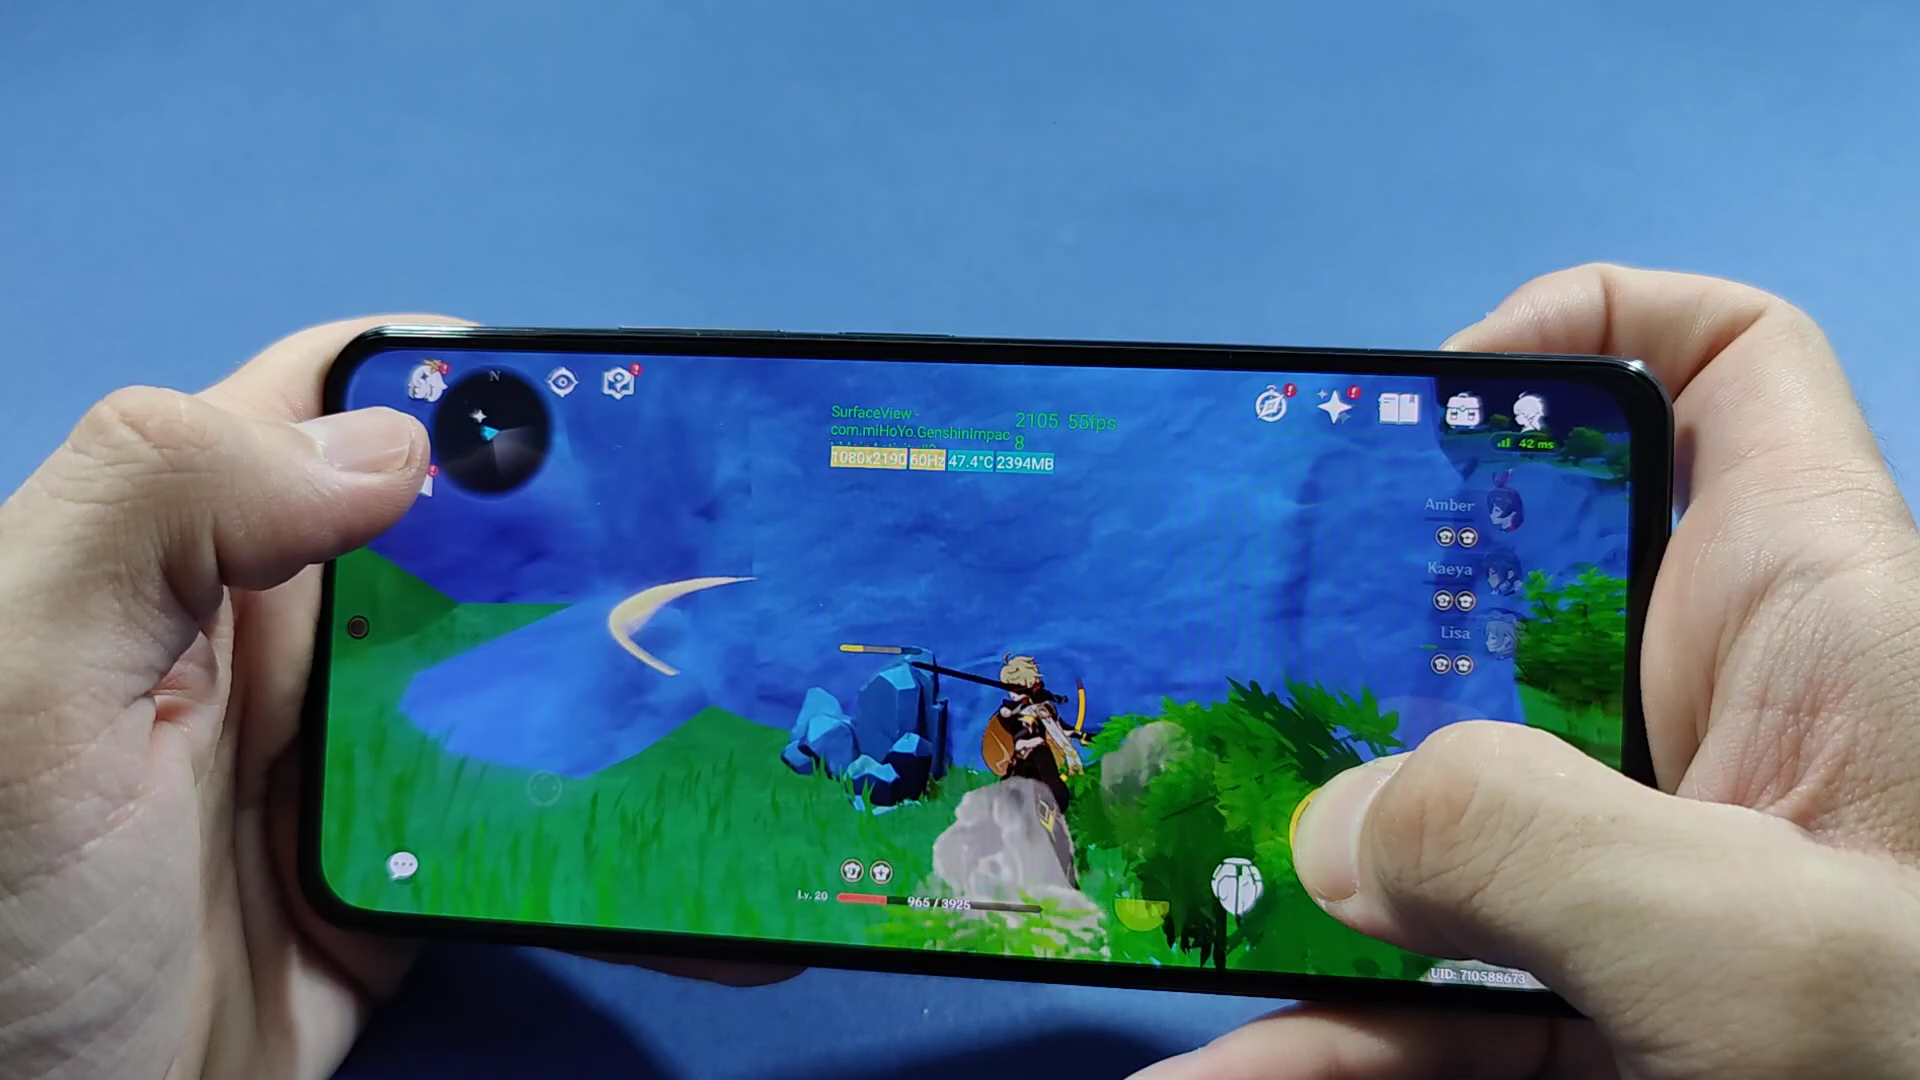 N
SurfaceView -
com.miHoYo.GenshinImpac
2105 55fps
8
1080x2190 60Hz 47.4°C 2394MB
42 ms
Amber
Kaeya
Lisa
Lv. 20
965 / 3925
UID: 710588673